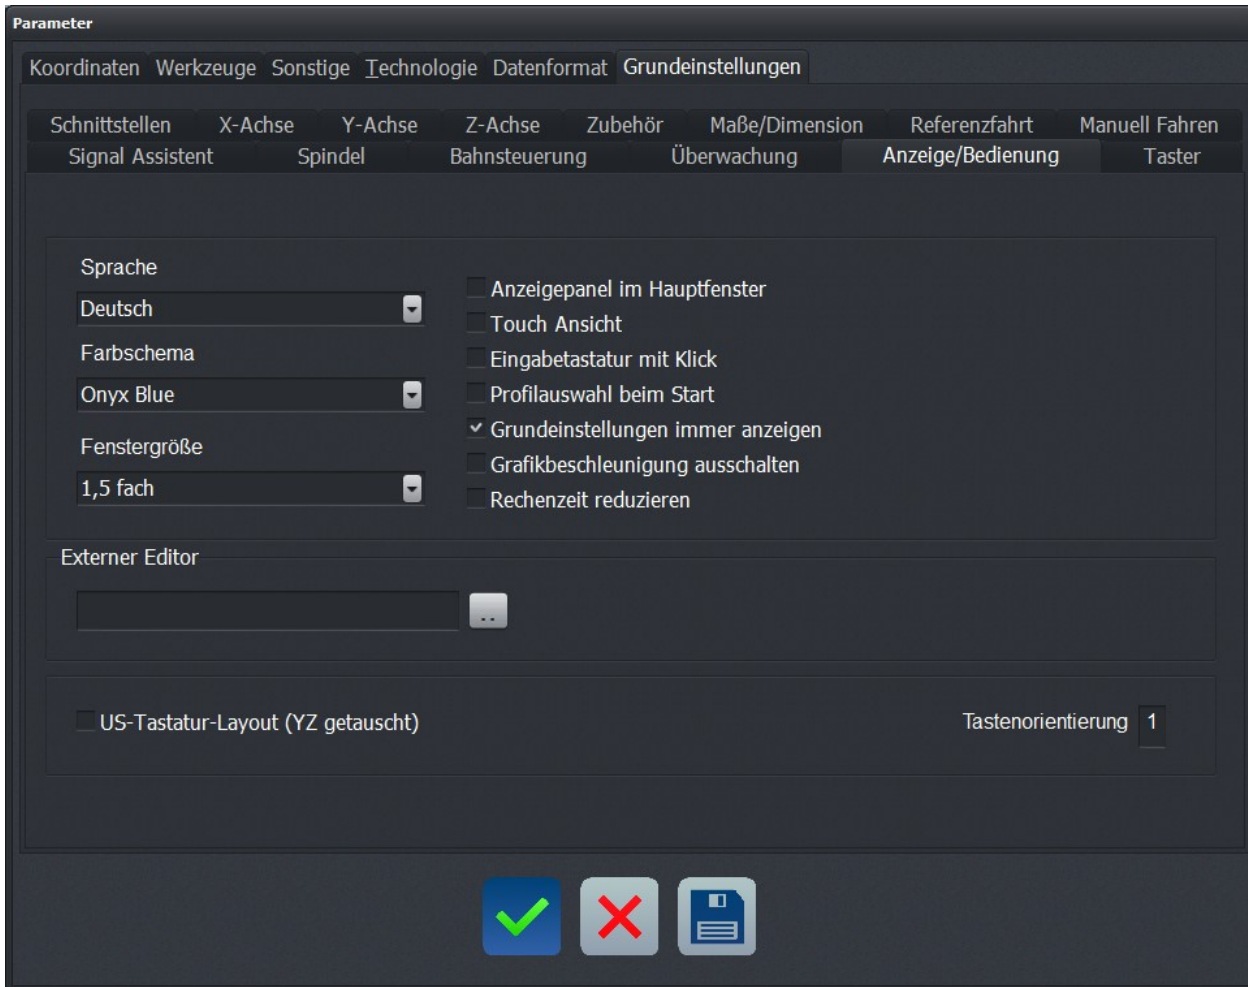 Parameter
Koordinaten Werkzeuge Sonstige Technologie Datenformat Grundeinstellungen
Schnittstellen X-Achse Y-Achse Z-Achse Zubehör Maße/Dimension Referenzfahrt Manuell Fahren
Signal Assistent Spindel Bahnsteuerung Überwachung Anzeige/Bedienung Taster
Sprache
Deutsch
Farbschema
Onyx Blue
Fenstergröße
1,5 fach
Anzeigepanel im Hauptfenster
Touch Ansicht
Eingabetastatur mit Klick
Profilauswahl beim Start
Grundeinstellungen immer anzeigen
Grafikbeschleunigung ausschalten
Rechenzeit reduzieren
Externer Editor
..
US-Tastatur-Layout (YZ getauscht)
Tastenorientierung 1